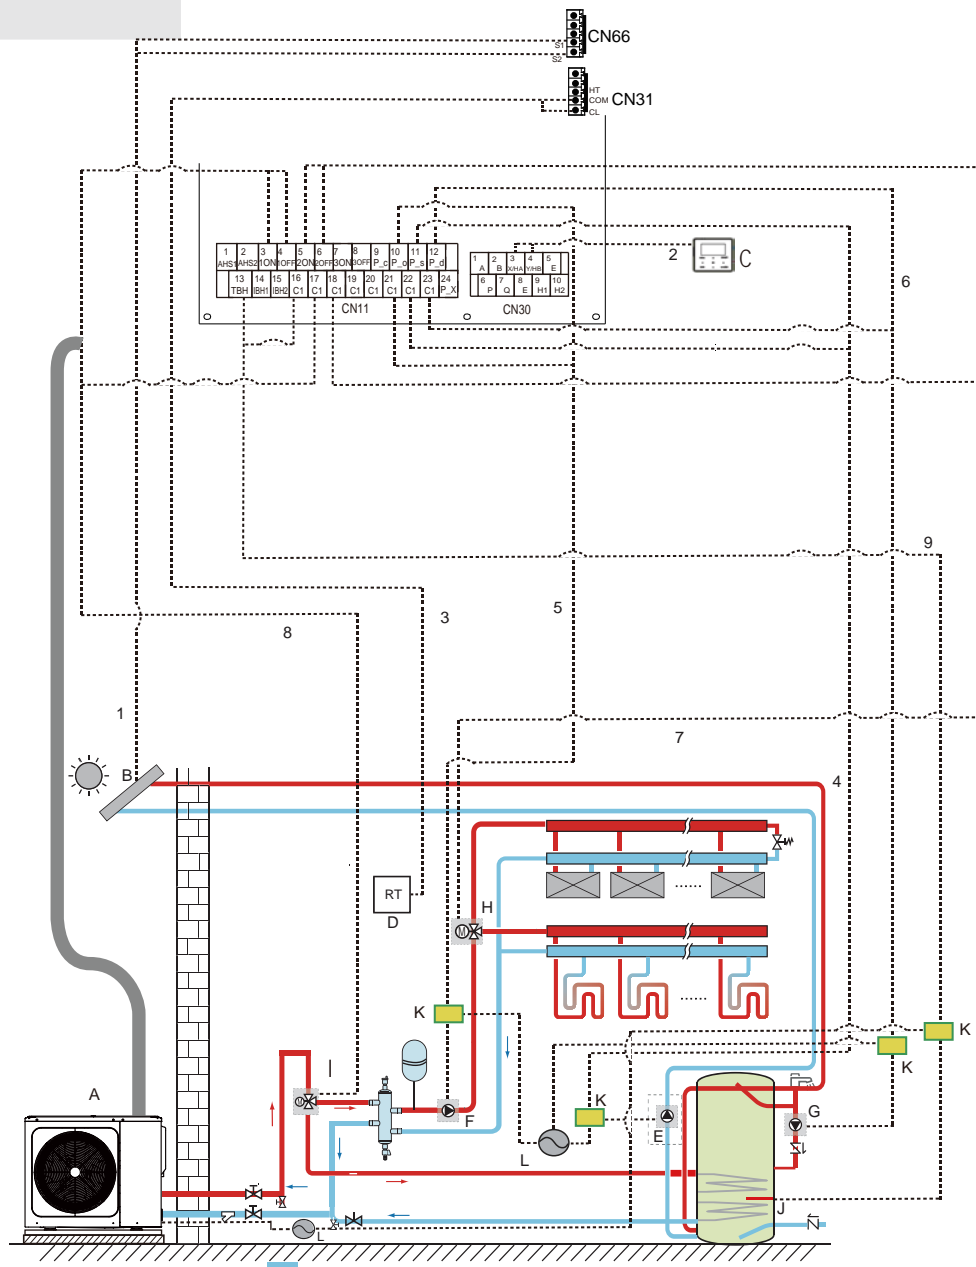 S1
CN66
S2
HT
COM
CN31
CL
1 2 3 4 5 6 7 8 9 10 11 12
AHS1 AHS2 1ON 1OFF 2ON 2OFF 3ON 3OFF P_c P_o P_s P_d
13 14 15 16 17 18 19 20 21 22 23 24
TBH IBH1 IBH2 C1 C1 C1 C1 C1 C1 C1 C1 P_X
CN11
1 2 3 4 5
A B X/HA Y/HB E
6 7 8 9 10
P Q E H1 H2
CN30
2
C
6
9
5
3
8
1
7
B
4
RT
D
H
M
K
K
K
I
A
M
F
K
G
E
L
J
L